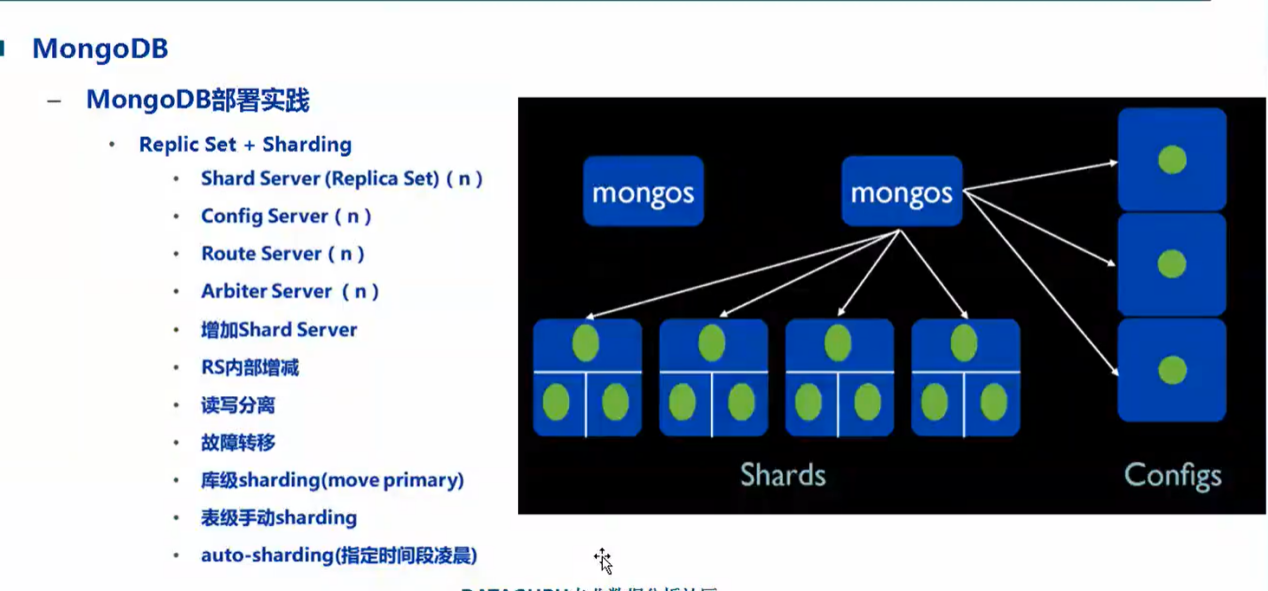 MongoDB
– MongoDB部署实践
• Replic Set + Sharding
• Shard Server (Replica Set) ( n )
• Config Server ( n )
• Route Server ( n )
• Arbiter Server ( n )
• 增加Shard Server
• RS内部增减
• 读写分离
• 故障转移
• 库级sharding(move primary)
• 表级手动sharding
• auto-sharding(指定时间段凌晨)
mongos
mongos
Shards
Configs